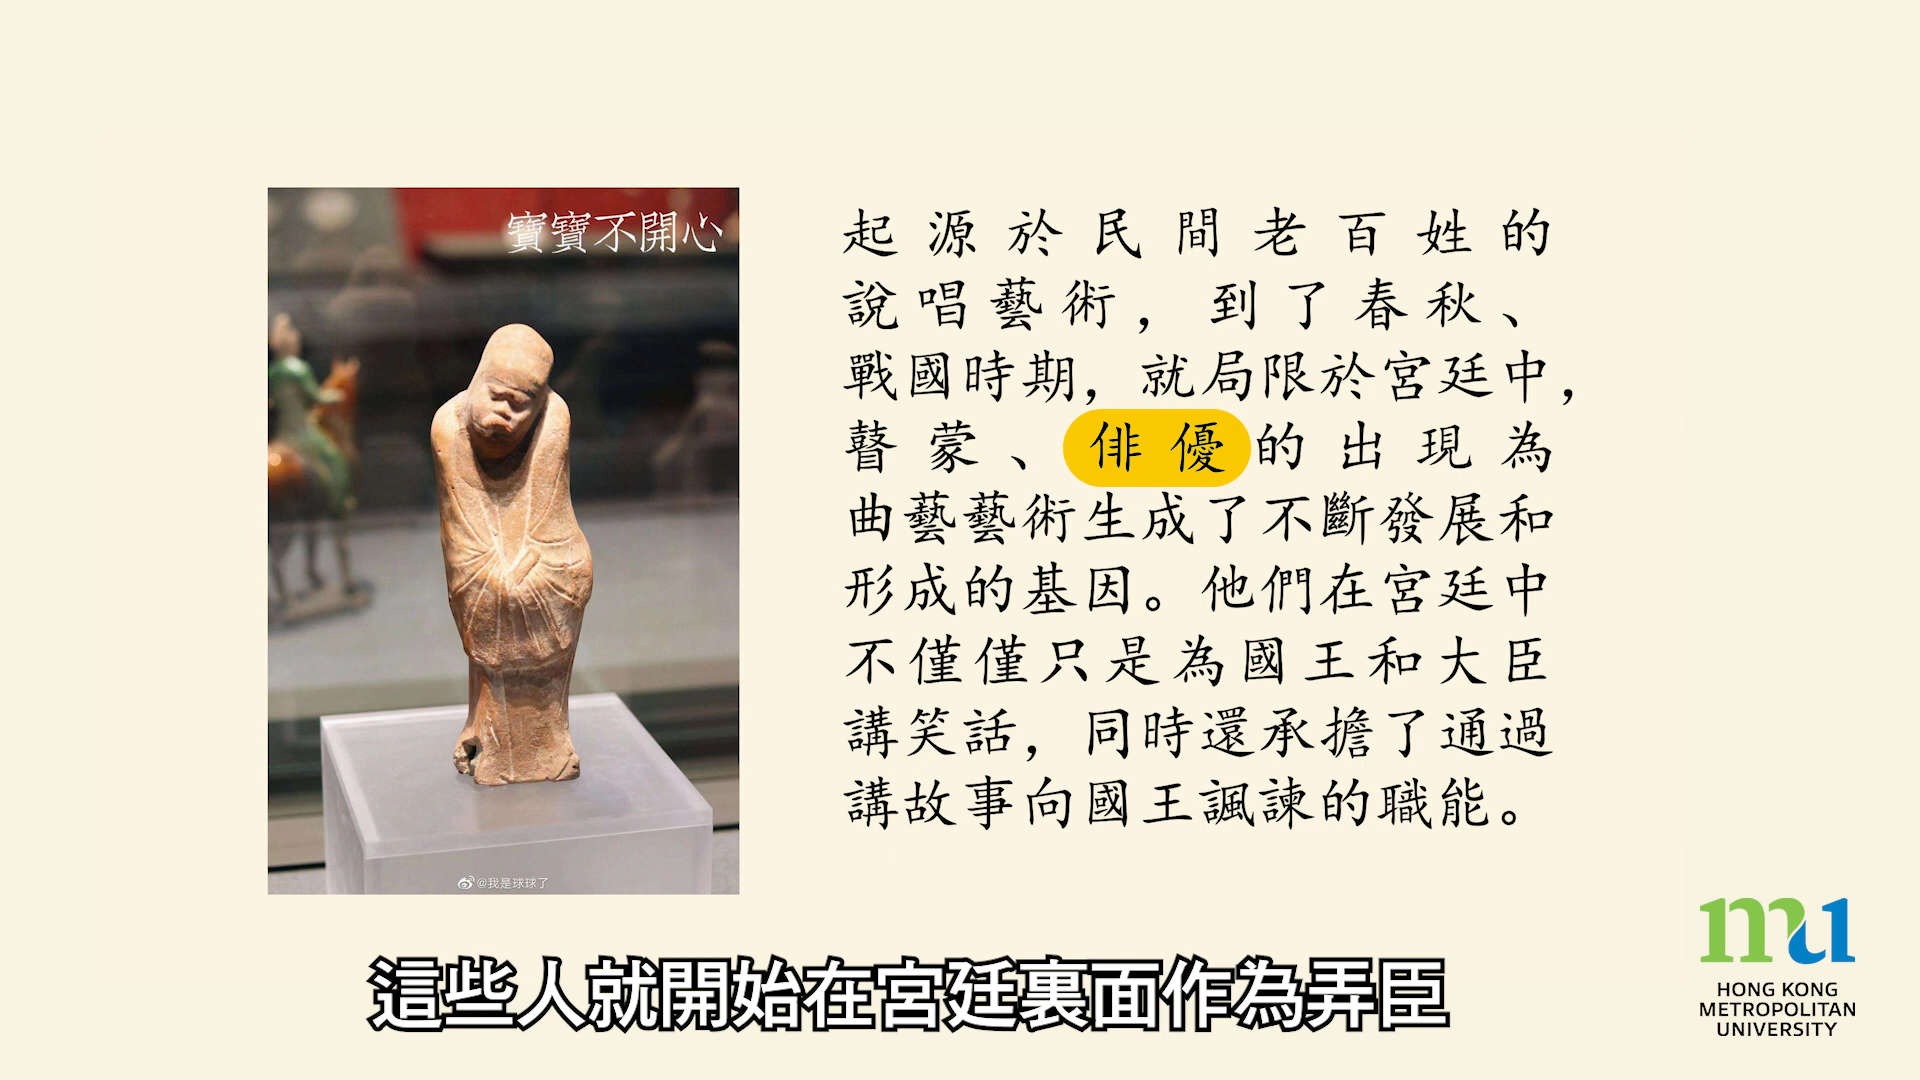 寶寶不開心
起源於民間老百姓的
說唱藝術，到了春秋、
戰國時期，就局限於宮廷中，
瞽蒙、俳優的出現為
曲藝藝術生成了不斷發展和
形成的基因。他們在宮廷中
不僅僅只是為國王和大臣
講笑話，同時還承擔了通過
講故事向國王諷諫的職能。
@我是球球了
這些人就開始在宮廷裏面作為弄臣
mu
HONG KONG
METROPOLITAN
UNIVERSITY